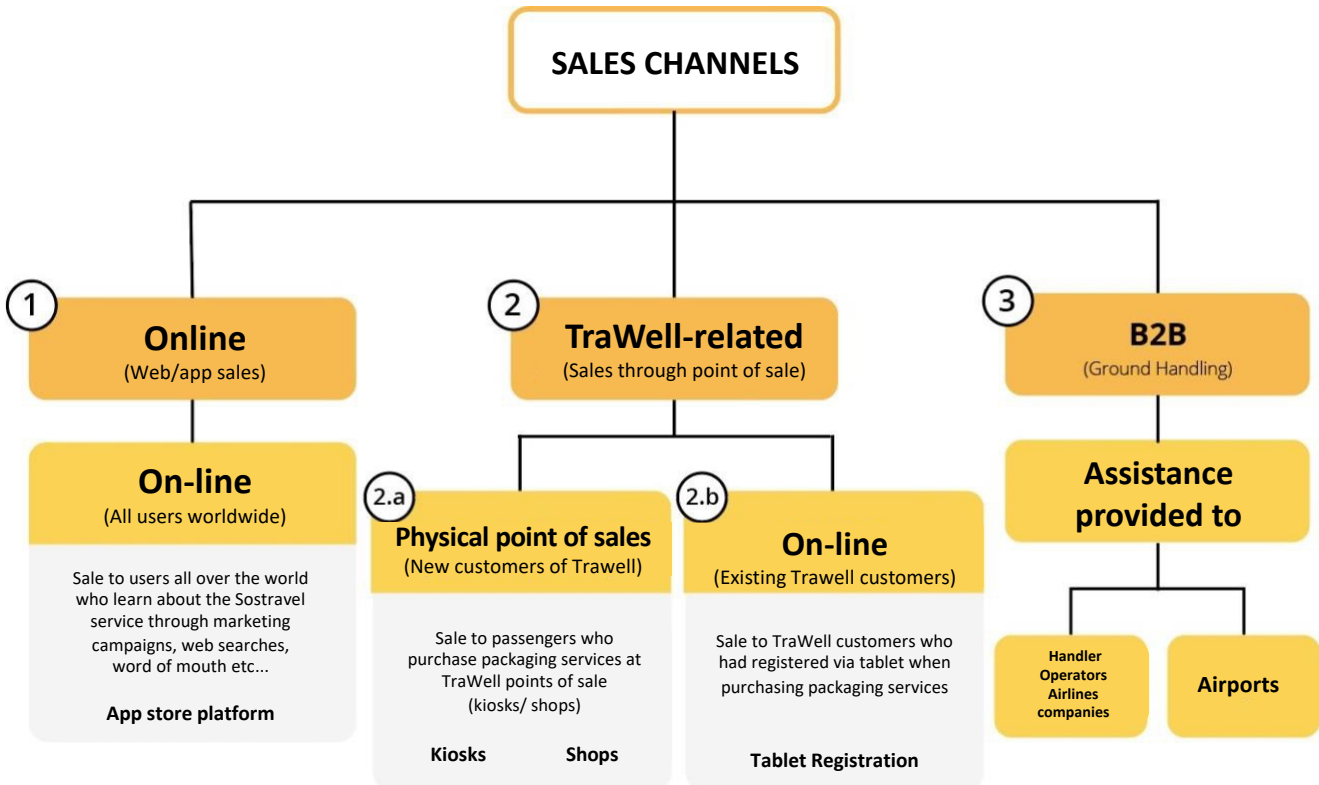 SALES CHANNELS
1
Online
(Web/app sales)
On-line
(All users worldwide)
Sale to users all over the world
who learn about the Sostravel
service through marketing
campaigns, web searches,
word of mouth etc...
App store platform
2
TraWell-related
(Sales through point of sale)
2.a
Physical point of sales
(New customers of Trawell)
Sale to passengers who
purchase packaging services at
TraWell points of sale
(kiosks/ shops)
Kiosks
Shops
2.b
On-line
(Existing Trawell customers)
Sale to TraWell customers who
had registered via tablet when
purchasing packaging services
Tablet Registration
3
B2B
(Ground Handling)
Assistance
provided to
Handler
Operators
Airlines
companies
Airports